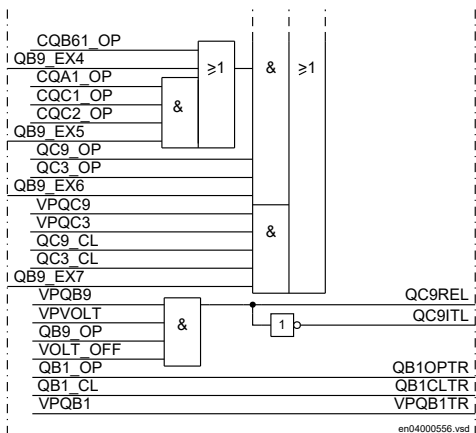 CQB61_OP
QB9_EX4
CQA1_OP
CQC1_OP
CQC2_OP
QB9_EX5
QC9_OP
QC3_OP
QB9_EX6
VPQC9
VPQC3
QC9_CL
QC3_CL
QB9_EX7
≥1
&
&
≥1
&
VPQB9
VPVOLT
QB9_OP
VOLT_OFF
QB1_OP
QB1_CL
VPQB1
&
1
QC9REL
QC9ITL
QB1OPTR
QB1CLTR
VPQB1TR
en04000556.vsd